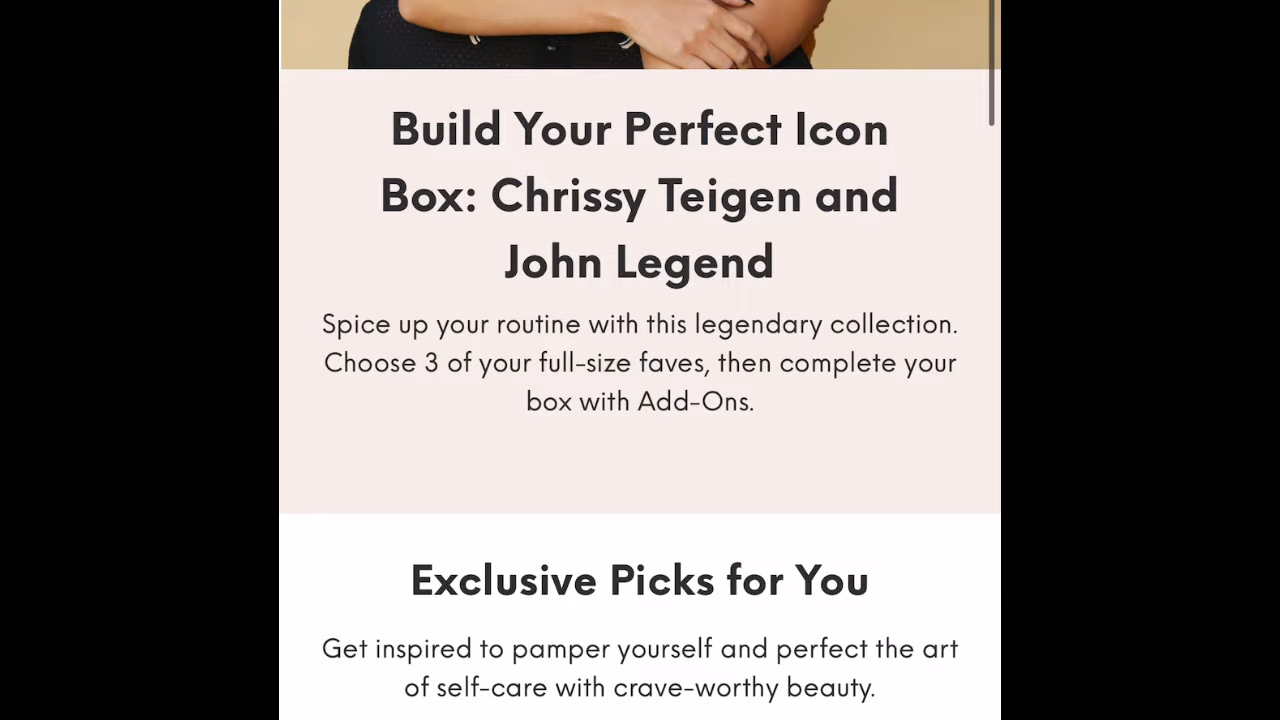 Build Your Perfect Icon
Box: Chrissy Teigen and
John Legend
Spice up your routine with this legendary collection.
Choose 3 of your full-size faves, then complete your
box with Add-Ons.
Exclusive Picks for You
Get inspired to pamper yourself and perfect the art
of self-care with crave-worthy beauty.